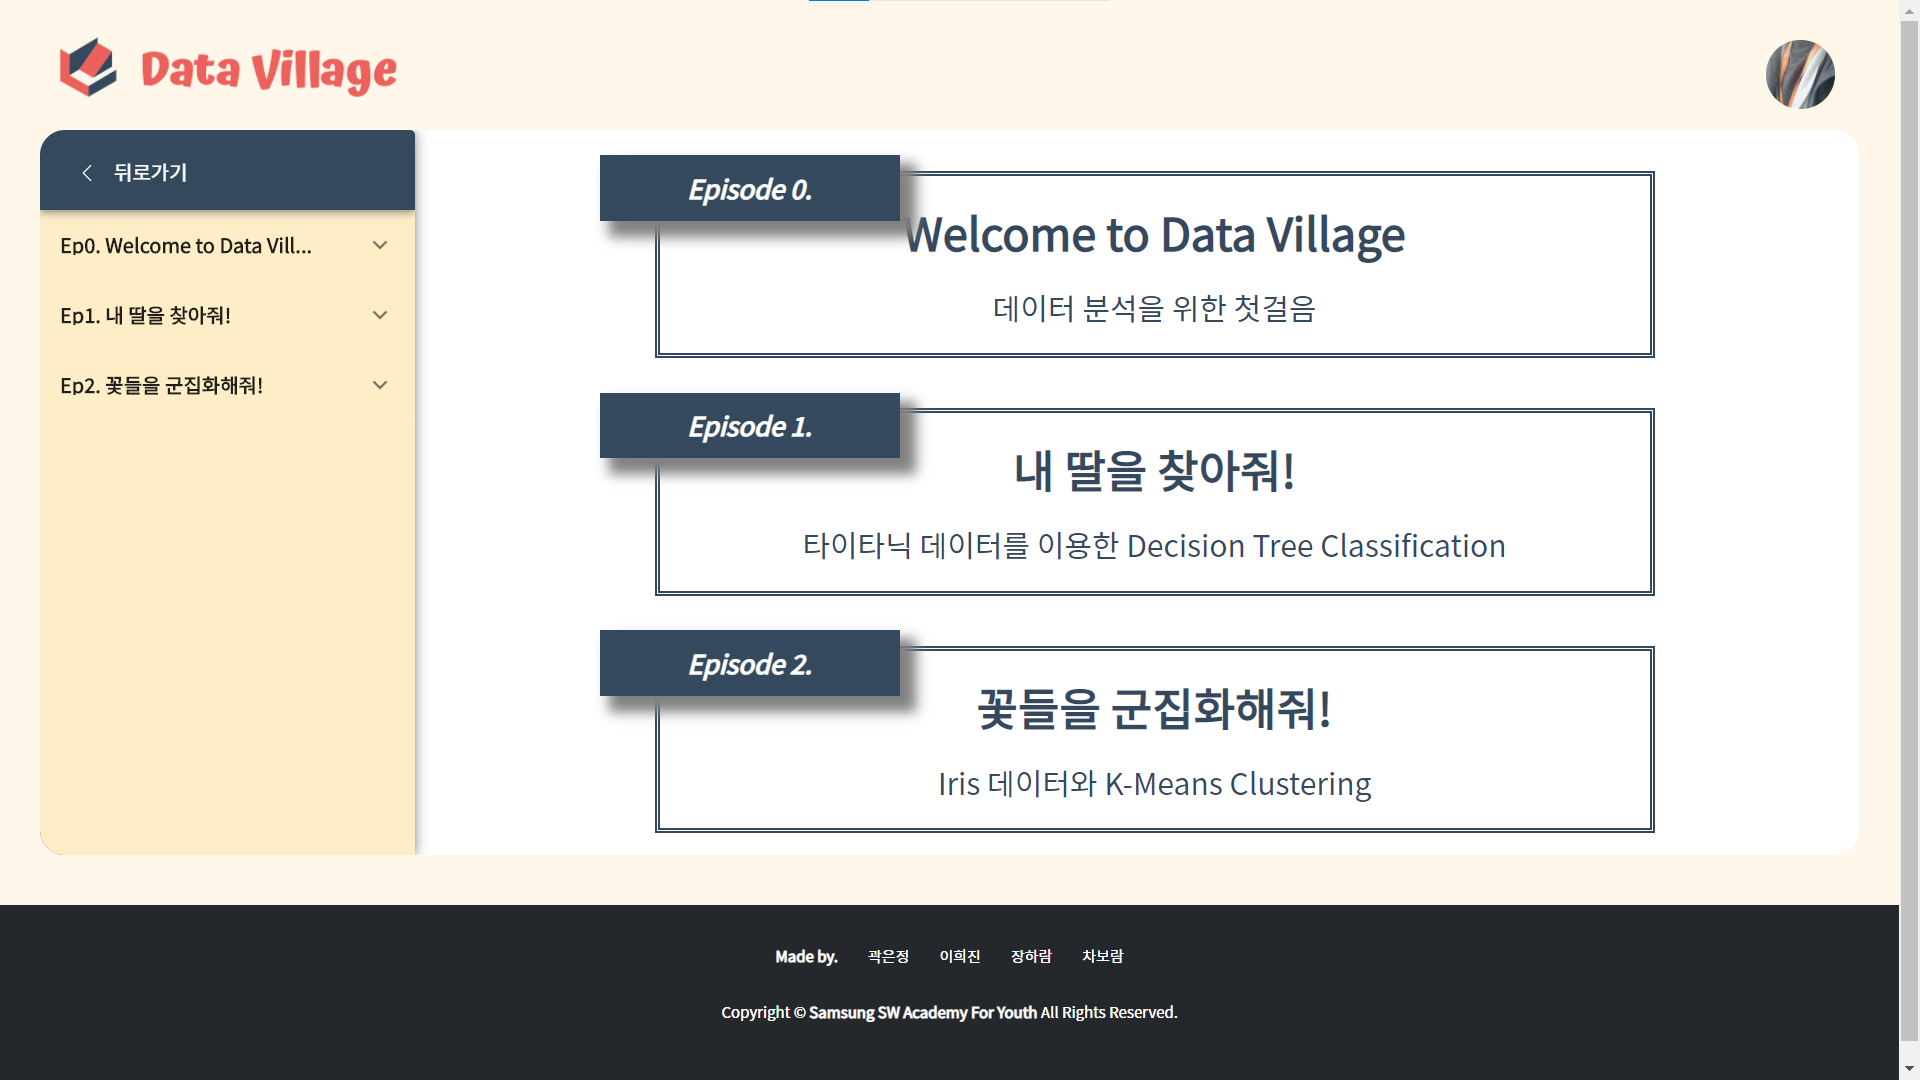 Data Village
뒤로가기
Ep0. Welcome to Data Vill...
Ep1. 내 딸을 찾아줘!
Ep2. 꽃들을 군집화해줘!
Episode 0.
Welcome to Data Village
데이터 분석을 위한 첫걸음
Episode 1.
내 딸을 찾아줘!
타이타닉 데이터를 이용한 Decision Tree Classification
Episode 2.
꽃들을 군집화해줘!
Iris 데이터와 K-Means Clustering
Made by. 곽은정 이희진 장하람 차보람
Copyright © Samsung SW Academy For Youth All Rights Reserved.